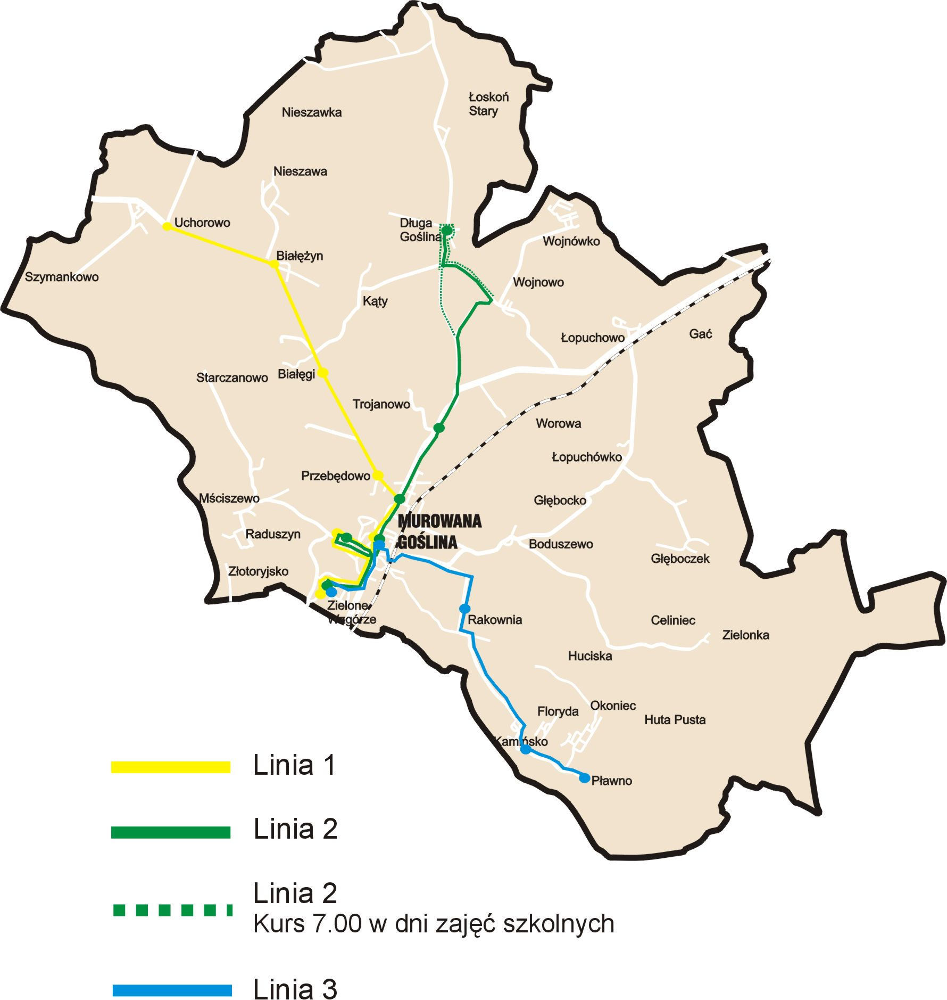 Łoskoń
Stary
Nieszawka
Nieszawa
Uchorowo
Długa
Goślina
Wojnówko
Białężyn
Szymankowo
Wojnowo
Kąty
Gać
Łopuchowo
Białęgi
Starczanowo
Trojanowo
Worowa
Łopuchówko
Przebędowo
Mściszewo
Głębocko
MUROWANA
GOŚLINA
Raduszyn
Boduszewo
Głęboczek
Złotoryjsko
Zielone
Wzgórze
Rakownia
Celiniec
Zielonka
Huciska
Okoniec
Floryda
Huta Pusta
Kamińsko
Pławno
Linia 1
Linia 2
Linia 2
Kurs 7.00 w dni zajęć szkolnych
Linia 3